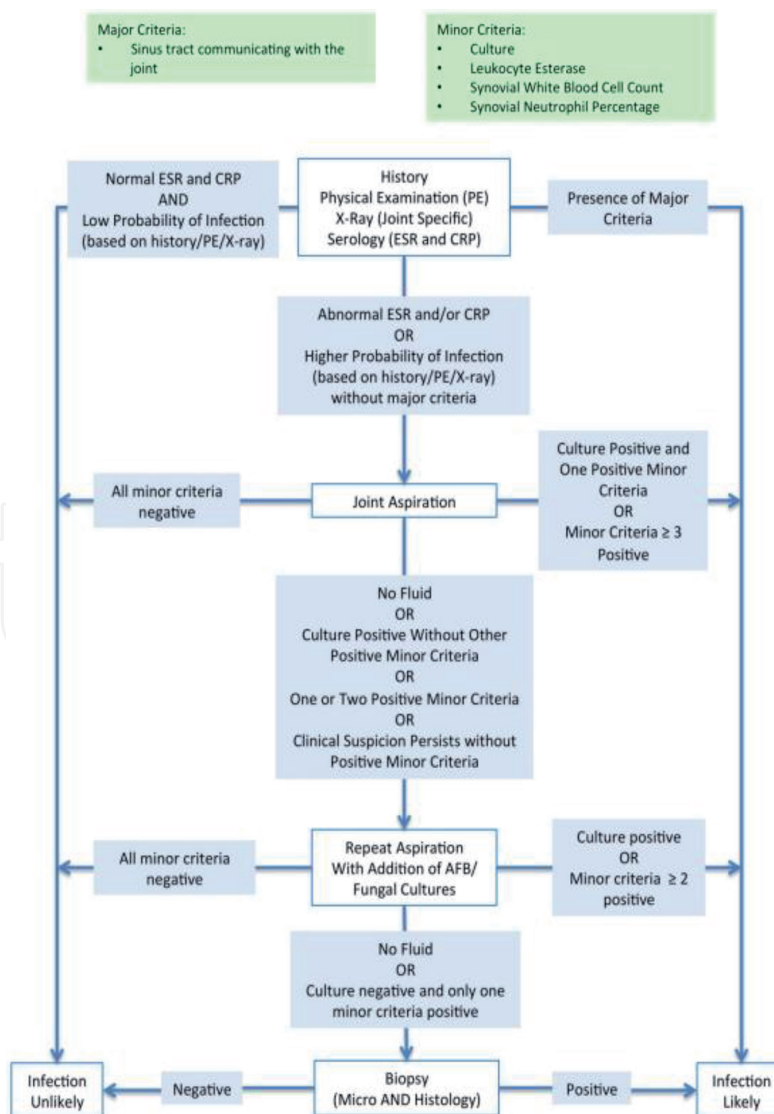 Major Criteria:
• Sinus tract communicating with the
joint
Minor Criteria:
• Culture
• Leukocyte Esterase
• Synovial White Blood Cell Count
• Synovial Neutrophil Percentage
Normal ESR and CRP
AND
Low Probability of Infection
(based on history/PE/X-ray)
History
Physical Examination (PE)
X-Ray (Joint Specific)
Serology (ESR and CRP)
Presence of Major
Criteria
Abnormal ESR and/or CRP
OR
Higher Probability of Infection
(based on history/PE/X-ray)
without major criteria
All minor criteria
negative
Joint Aspiration
Culture Positive and
One Positive Minor
Criteria
OR
Minor Criteria ≥ 3
Positive
No Fluid
OR
Culture Positive Without Other
Positive Minor Criteria
OR
One or Two Positive Minor Criteria
OR
Clinical Suspicion Persists without
Positive Minor Criteria
All minor criteria
negative
Repeat Aspiration
With Addition of AFB/
Fungal Cultures
Culture positive
OR
Minor criteria ≥ 2
positive
No Fluid
OR
Culture negative and only one
minor criteria positive
Infection
Unlikely
Negative
Biopsy
(Micro AND Histology)
Positive
Infection
Likely